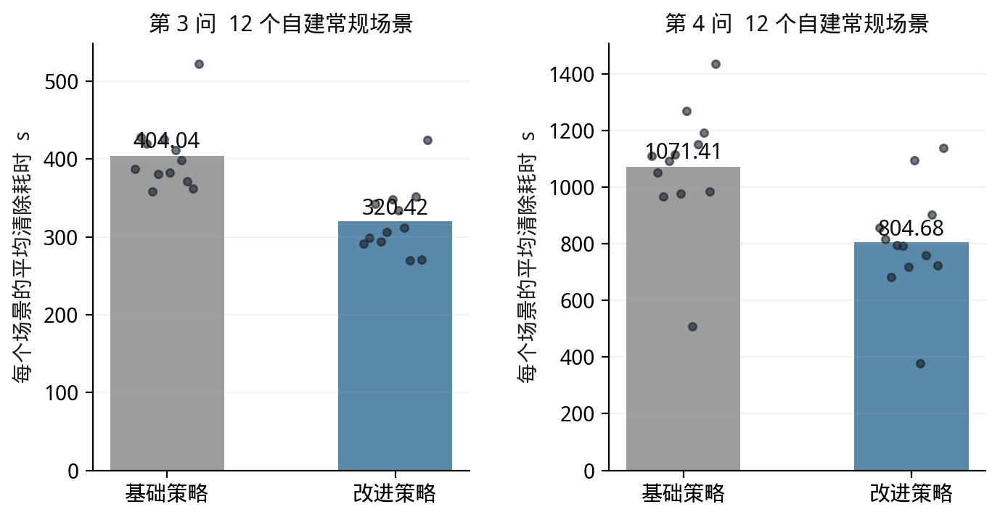 第 3 问  12 个自建常规场景
每个场景的平均清除耗时  s
500
400
300
200
100
0
404.04
320.42
基础策略
改进策略
第 4 问  12 个自建常规场景
每个场景的平均清除耗时  s
1400
1200
1000
800
600
400
200
0
1071.41
804.68
基础策略
改进策略